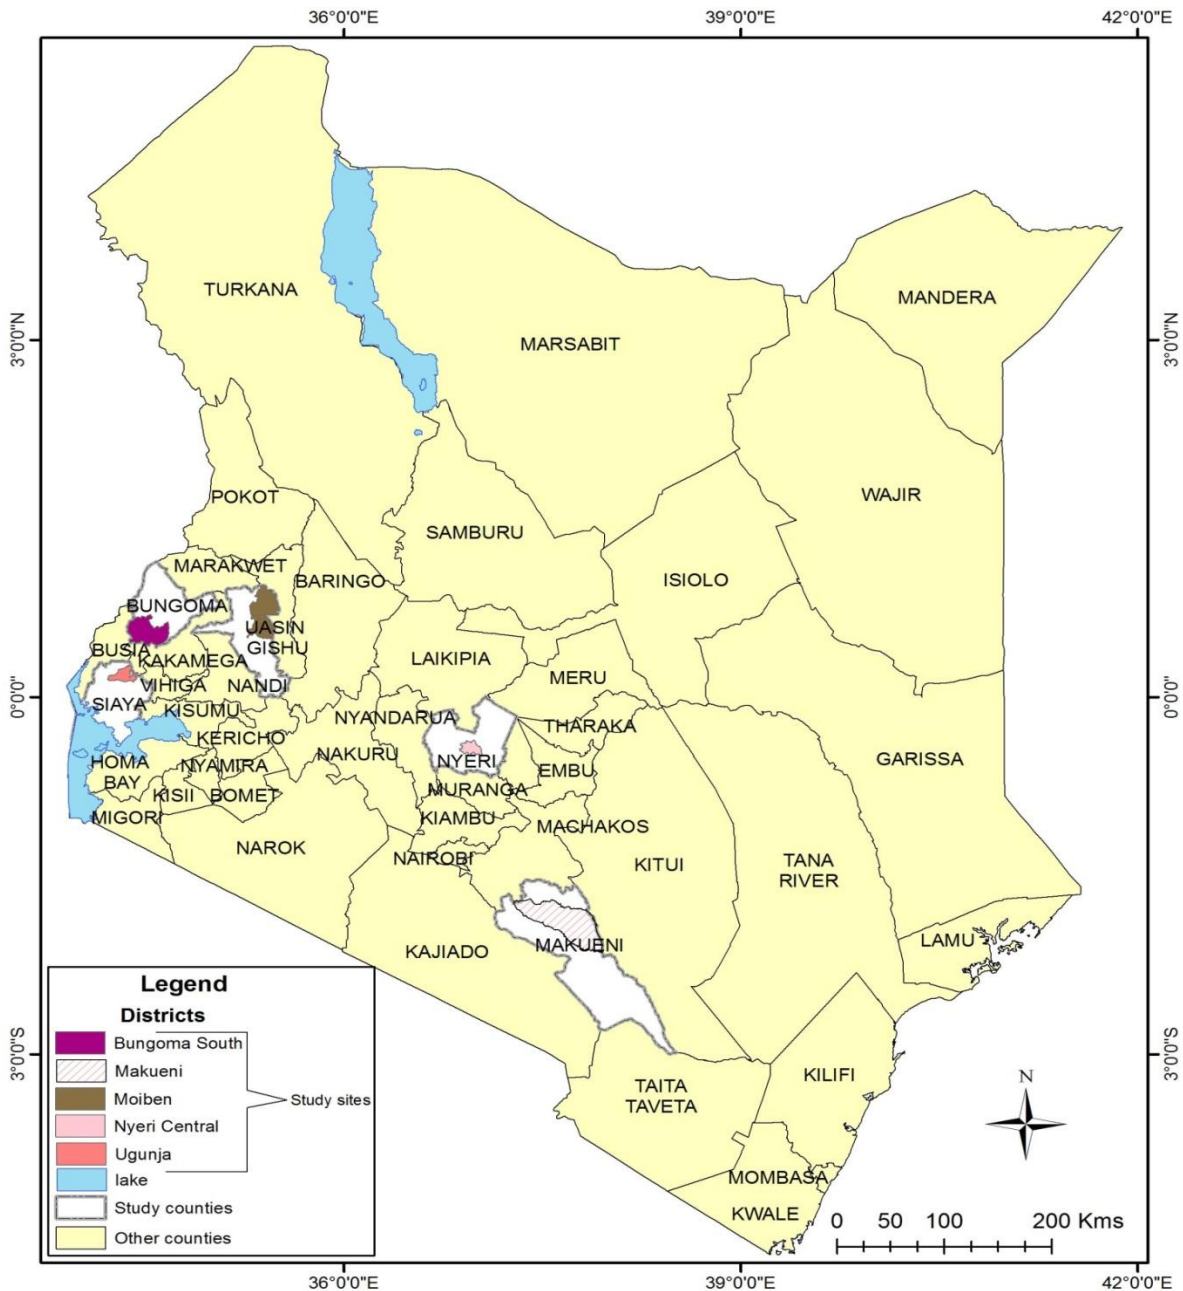 36°0'0"E 39°0'0"E 42°0'0"E
TURKANA
MANDERA
3°0'0"N 3°0'0"N
MARSABIT
POKOT
WAJIR
SAMBURU
MARAKWET
BARINGO
ISIOLO
BUNGOMA
UASIN
GISHU
BUSIA
KAKAMEGA
LAIKIPIA
VIHIGA
NANDI
MERU
0°0'0" 0°0'0"
SIAYA
KISUMU
NYANDARUA
THARAKA
KERICHO
NAKURU
GARISSA
HOMA
BAY
NYAMIRA
NYERI
EMBU
KISII
BOMET
MURANGA
MIGORI
KIAMBU
MACHAKOS
NAROK
NAIROBI
KITUI
TANA
RIVER
KAJIADO
MAKUENI
LAMU
Legend
Districts
Bungoma South
Makueni
Moiben
Study sites
Nyeri Central
Ugunja
lake
Study counties
Other counties
3°0'0"S 3°0'0"S
TAITA
TAVETA
KILIFI
N
MOMBASA
KWALE
0 50 100 200 Kms
36°0'0"E 39°0'0"E 42°0'0"E